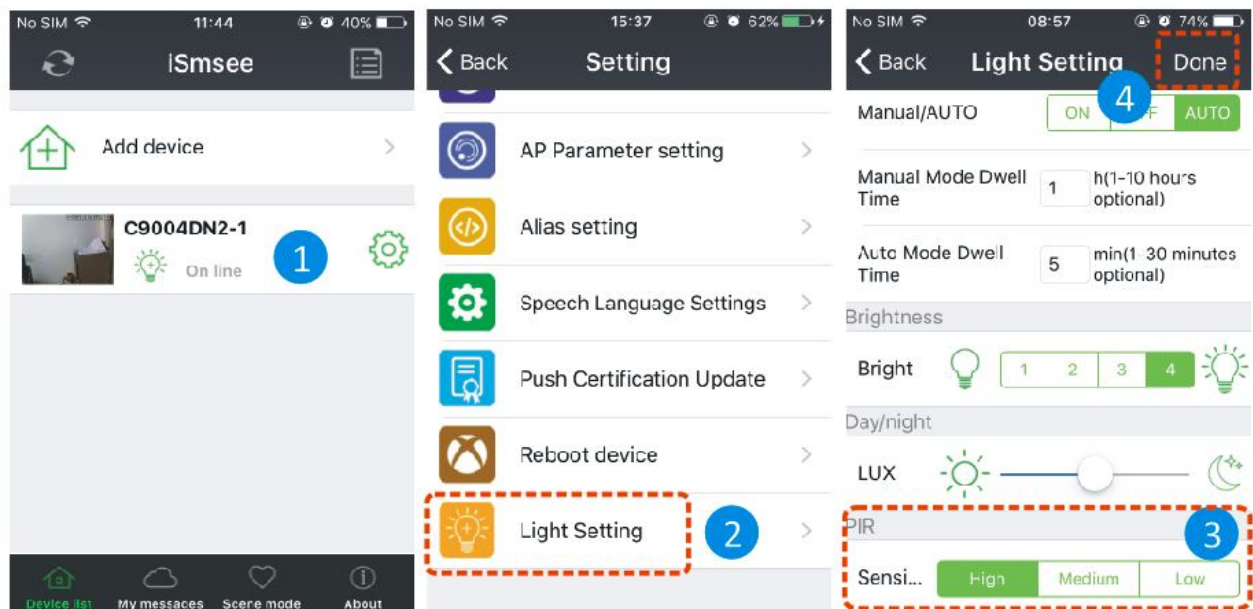 No SIM 11:44 40%
iSmsee
Add device
C9004DN2-1
On line
1
Device list My messages Scene mode About
No SIM 15:37 62%
Back Setting
AP Parameter setting
Alias setting
Speech Language Settings
Push Certification Update
Reboot device
Light Setting
2
No SIM 08:57 74%
Back Light Setting Done
4
Manual/AUTO ON AUTO
Manual Mode Dwell
Time
1
h(1-10 hours
optional)
Auto Mode Dwell
Time
5
min(1-30 minutes
optional)
Brightness
Bright 1 2 3 4
Day/night
LUX
PIR
3
Sensi... High Medium Low